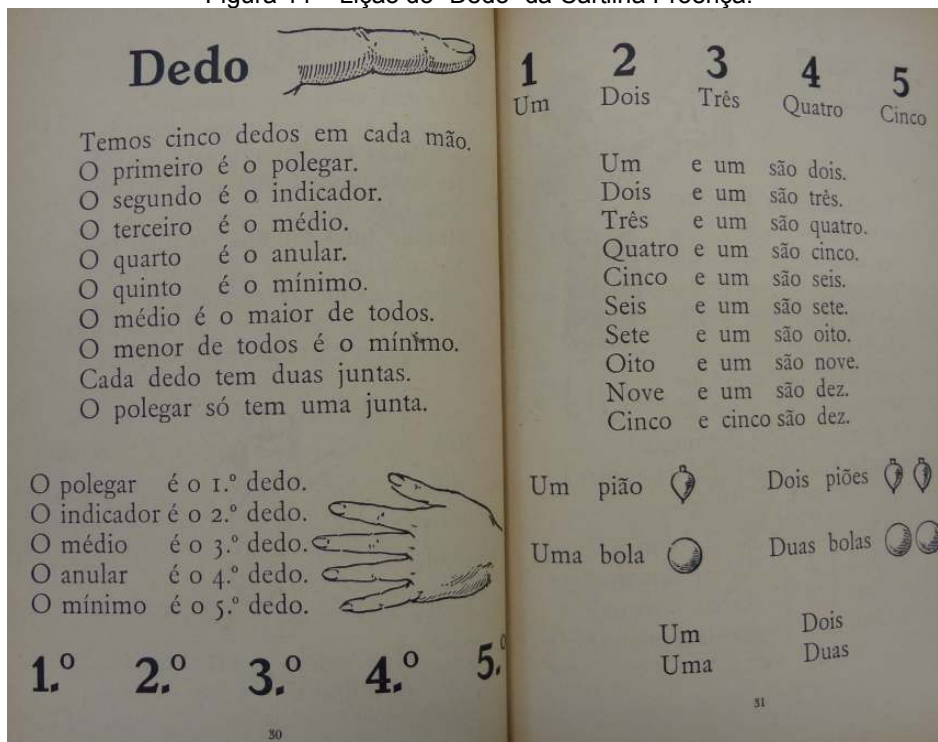 Figura 11 – Lição do "Dedo" da Cartilha Proença.
Dedo
Temos cinco dedos em cada mão.
O primeiro é o polegar.
O segundo é o indicador.
O terceiro é o médio.
O quarto é o anular.
O quinto é o mínimo.
O médio é o maior de todos.
O menor de todos é o mínimo.
Cada dedo tem duas juntas.
O polegar só tem uma junta.
O polegar é o 1.º dedo.
O indicador é o 2.º dedo.
O médio é o 3.º dedo.
O anular é o 4.º dedo.
O mínimo é o 5.º dedo.
1.º 2.º 3.º 4.º 5.º
30
1 2 3 4 5
Um Dois Três Quatro Cinco
Um e um são dois.
Dois e um são três.
Três e um são quatro.
Quatro e um são cinco.
Cinco e um são seis.
Seis e um são sete.
Sete e um são oito.
Oito e um são nove.
Nove e um são dez.
Cinco e cinco são dez.
Um pião Dois piões
Uma bola Duas bolas
Um Dois
Uma Duas
31